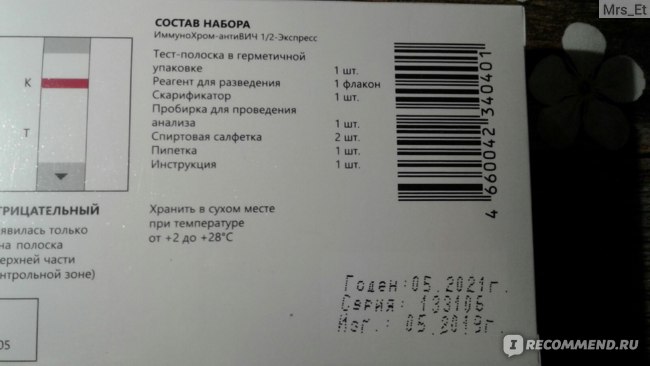 Mrs_Et
СОСТАВ НАБОРА
ИммуноХром-антиВИЧ 1/2-Экспресс
Тест-полоска в герметичной
упаковке 1 шт.
Реагент для разведения 1 флакон
Скарификатор 1 шт.
Пробирка для проведения
анализа 1 шт.
Спиртовая салфетка 2 шт.
Пипетка 1 шт.
Инструкция 1 шт.
К
Т
ТРИЦАТЕЛЬНЫЙ
явилась только
на полоска
ерхней части
онтрольной зоне)
Хранить в сухом месте
при температуре
от +2 до +28°С
4 660042 340401
Годен:05.2021г.
Серия:
Изг.: 05.2019г.
05
IRECOMMEND.RU